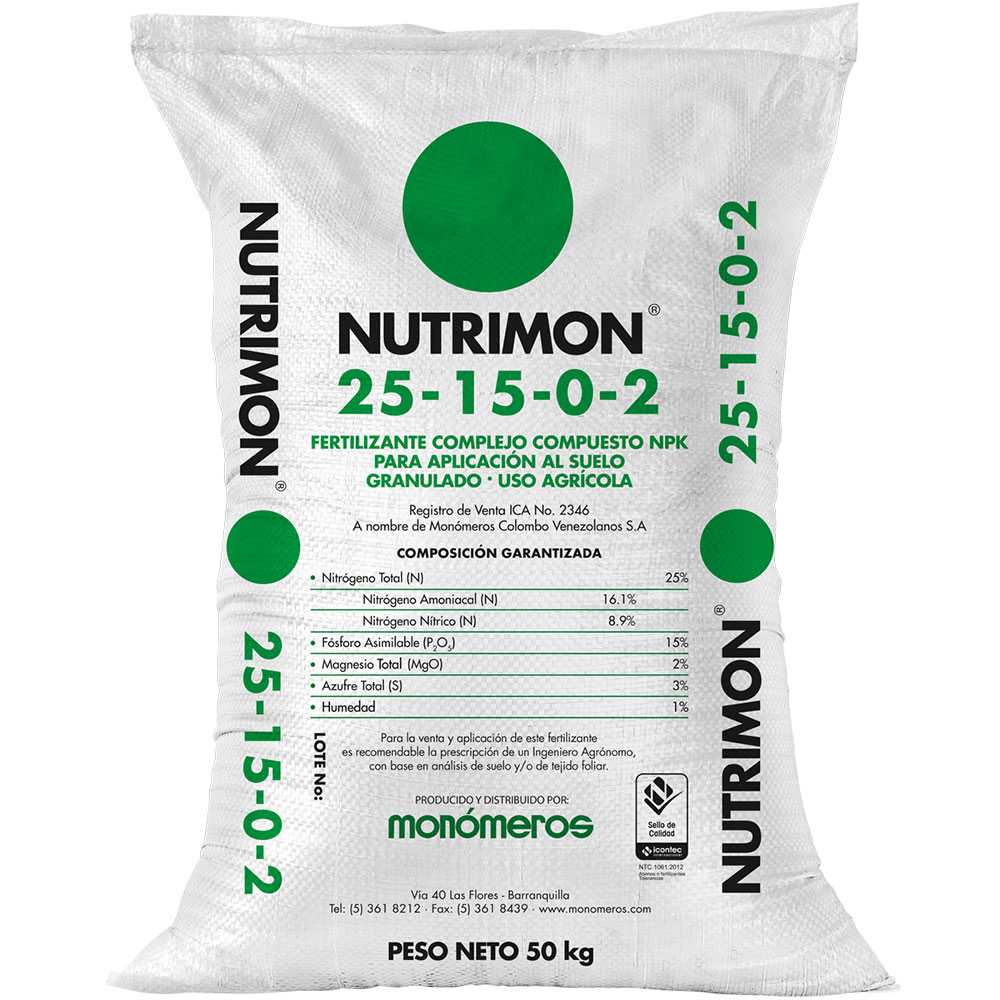 NUTRIMON®
25-15-0-2
FERTILIZANTE COMPLEJO COMPUESTO NPK
PARA APLICACIÓN AL SUELO
GRANULADO · USO AGRÍCOLA
Registro de Venta ICA No. 2346
A nombre de Monómeros Colombo Venezolanos S.A
COMPOSICIÓN GARANTIZADA
• Nitrógeno Total (N) 25%
Nitrógeno Amoniacal (N) 16.1%
Nitrógeno Nítrico (N) 8.9%
• Fósforo Asimilable (P₂O₅) 15%
• Magnesio Total (MgO) 2%
• Azufre Total (S) 3%
• Humedad 1%
LOTE No:
Para la venta y aplicación de este fertilizante
es recomendable la prescripción de un Ingeniero Agrónomo,
con base en análisis de suelo y/o de tejido foliar.
PRODUCIDO Y DISTRIBUIDO POR:
monómeros
Sello de
Calidad
icontec
internacional
NTC 1061:2012
Abonos o fertilizantes
Tolerancias
Vía 40 Las Flores - Barranquilla
Tel: (5) 361 8212 · Fax: (5) 361 8439 · www.monomeros.com
PESO NETO 50 kg
NUTRIMON®
25-15-0-2
25-15-0-2
NUTRIMON®